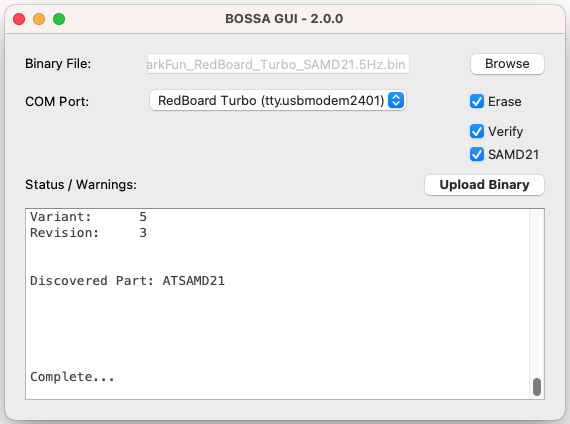 BOSSA GUI - 2.0.0
Binary File:
arkFun_RedBoard_Turbo_SAMD21.5Hz.bin
Browse
COM Port:
RedBoard Turbo (tty.usbmodem2401)
Erase
Verify
SAMD21
Status / Warnings:
Upload Binary
Variant: 5
Revision: 3
Discovered Part: ATSAMD21
Complete...